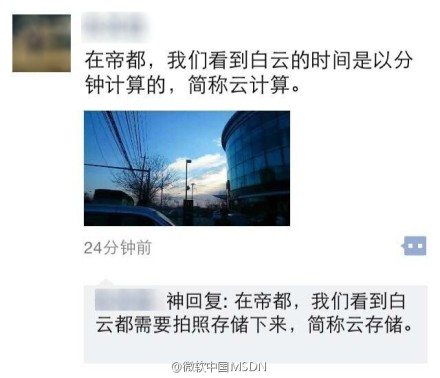 在帝都，我们看到白云的时间是以分
钟计算的，简称云计算。
24分钟前
神回复: 在帝都，我们看到白
云都需要拍照存储下来，简称云存储。
@微软中国MSDN